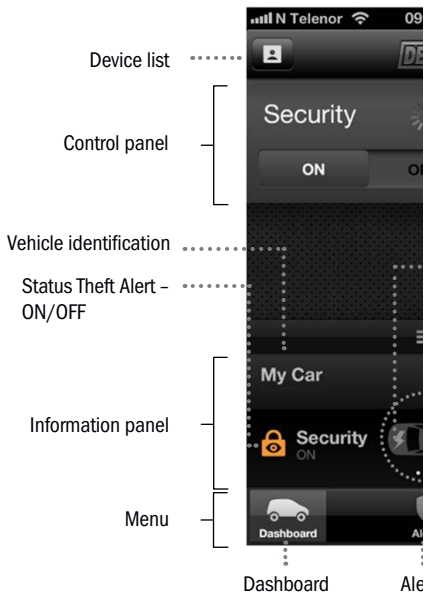 N Telenor 09
Device list
Security
Control panel
ON
Vehicle identification
Status Theft Alert –
ON/OFF
My Car
Information panel
Security
ON
Menu
Dashboard
Dashboard